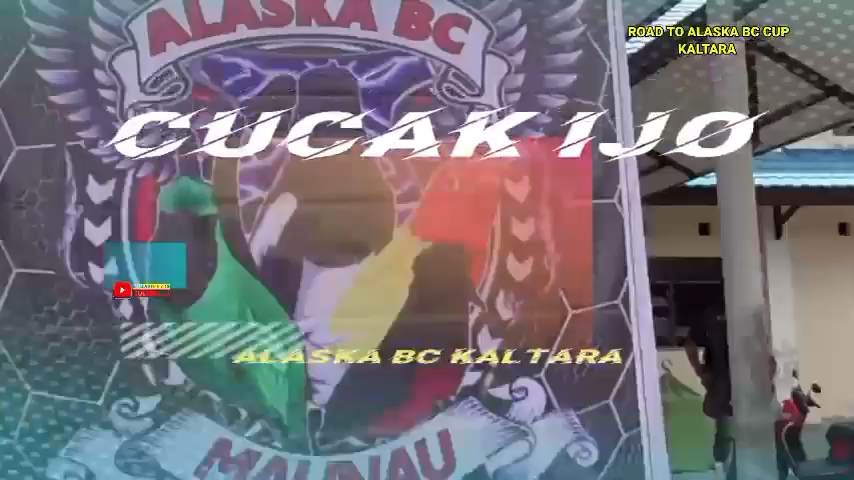 ALASKA BC
ROAD TO ALASKA BC CUP
KALTARA
CUCAK IJO
ALASKA BC KALTARA
MALINAU